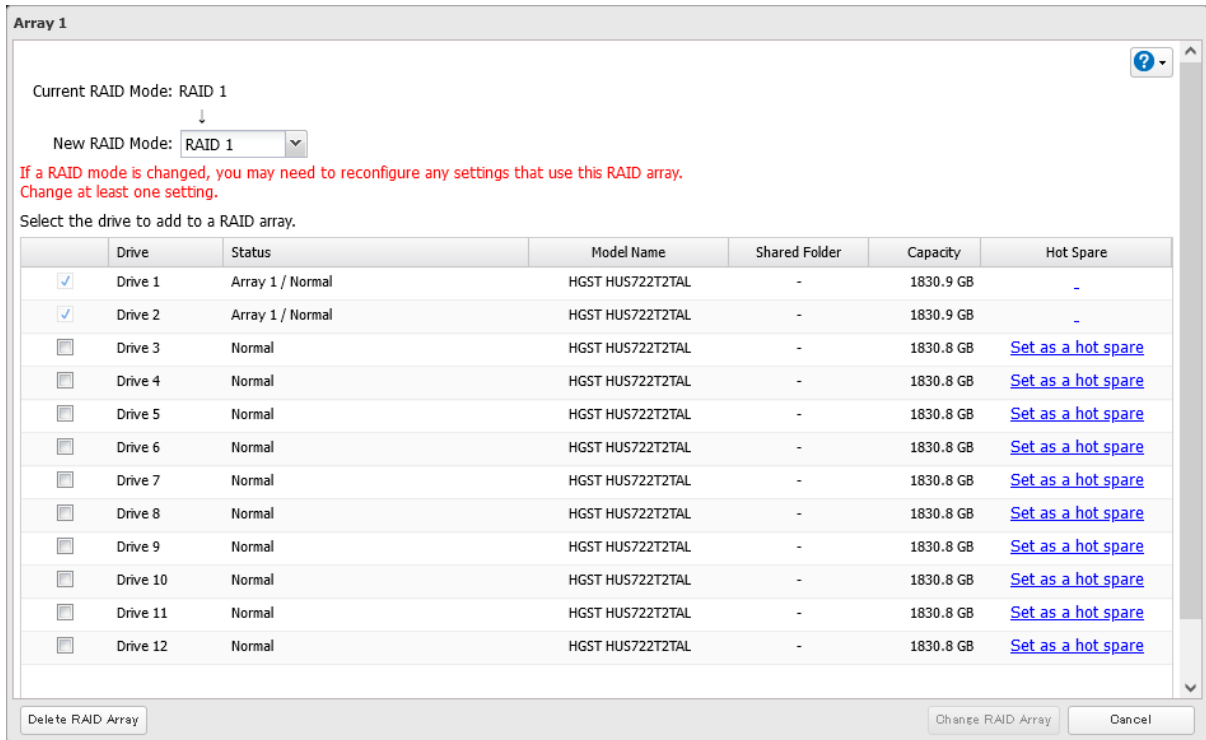 Array 1
?
Current RAID Mode: RAID 1
↓
New RAID Mode: RAID 1
If a RAID mode is changed, you may need to reconfigure any settings that use this RAID array.
Change at least one setting.
Select the drive to add to a RAID array.
Drive Status Model Name Shared Folder Capacity Hot Spare
Drive 1 Array 1 / Normal HGST HUS722T2TAL - 1830.9 GB -
Drive 2 Array 1 / Normal HGST HUS722T2TAL - 1830.9 GB -
Drive 3 Normal HGST HUS722T2TAL - 1830.8 GB Set as a hot spare
Drive 4 Normal HGST HUS722T2TAL - 1830.8 GB Set as a hot spare
Drive 5 Normal HGST HUS722T2TAL - 1830.8 GB Set as a hot spare
Drive 6 Normal HGST HUS722T2TAL - 1830.8 GB Set as a hot spare
Drive 7 Normal HGST HUS722T2TAL - 1830.8 GB Set as a hot spare
Drive 8 Normal HGST HUS722T2TAL - 1830.8 GB Set as a hot spare
Drive 9 Normal HGST HUS722T2TAL - 1830.8 GB Set as a hot spare
Drive 10 Normal HGST HUS722T2TAL - 1830.8 GB Set as a hot spare
Drive 11 Normal HGST HUS722T2TAL - 1830.8 GB Set as a hot spare
Drive 12 Normal HGST HUS722T2TAL - 1830.8 GB Set as a hot spare
Delete RAID Array Change RAID Array Cancel